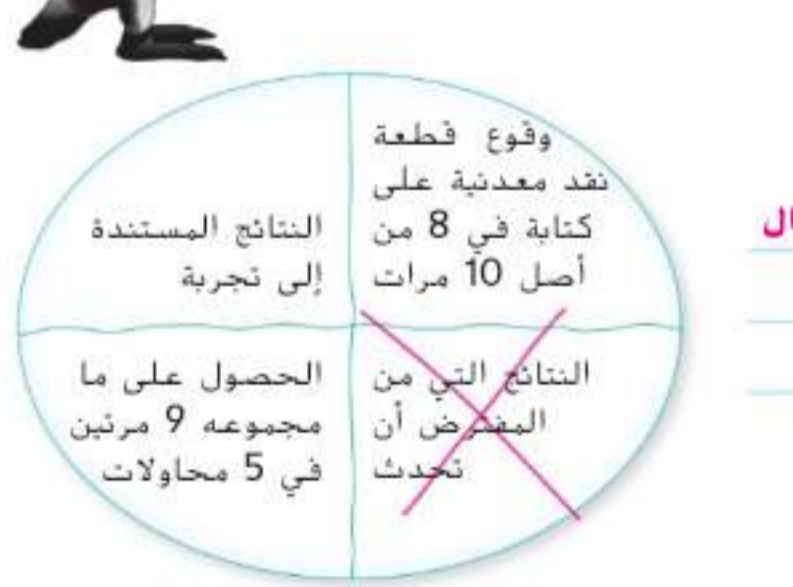 وقوع قطعة
نقد معدنية على
كتابة في 8 من
أصل 10 مرات
النتائج المستندة
إلى تجربة
النتائج التي من
المفترض أن
تحدث
الحصول على ما
مجموعه 9 مرتين
في 5 محاولات